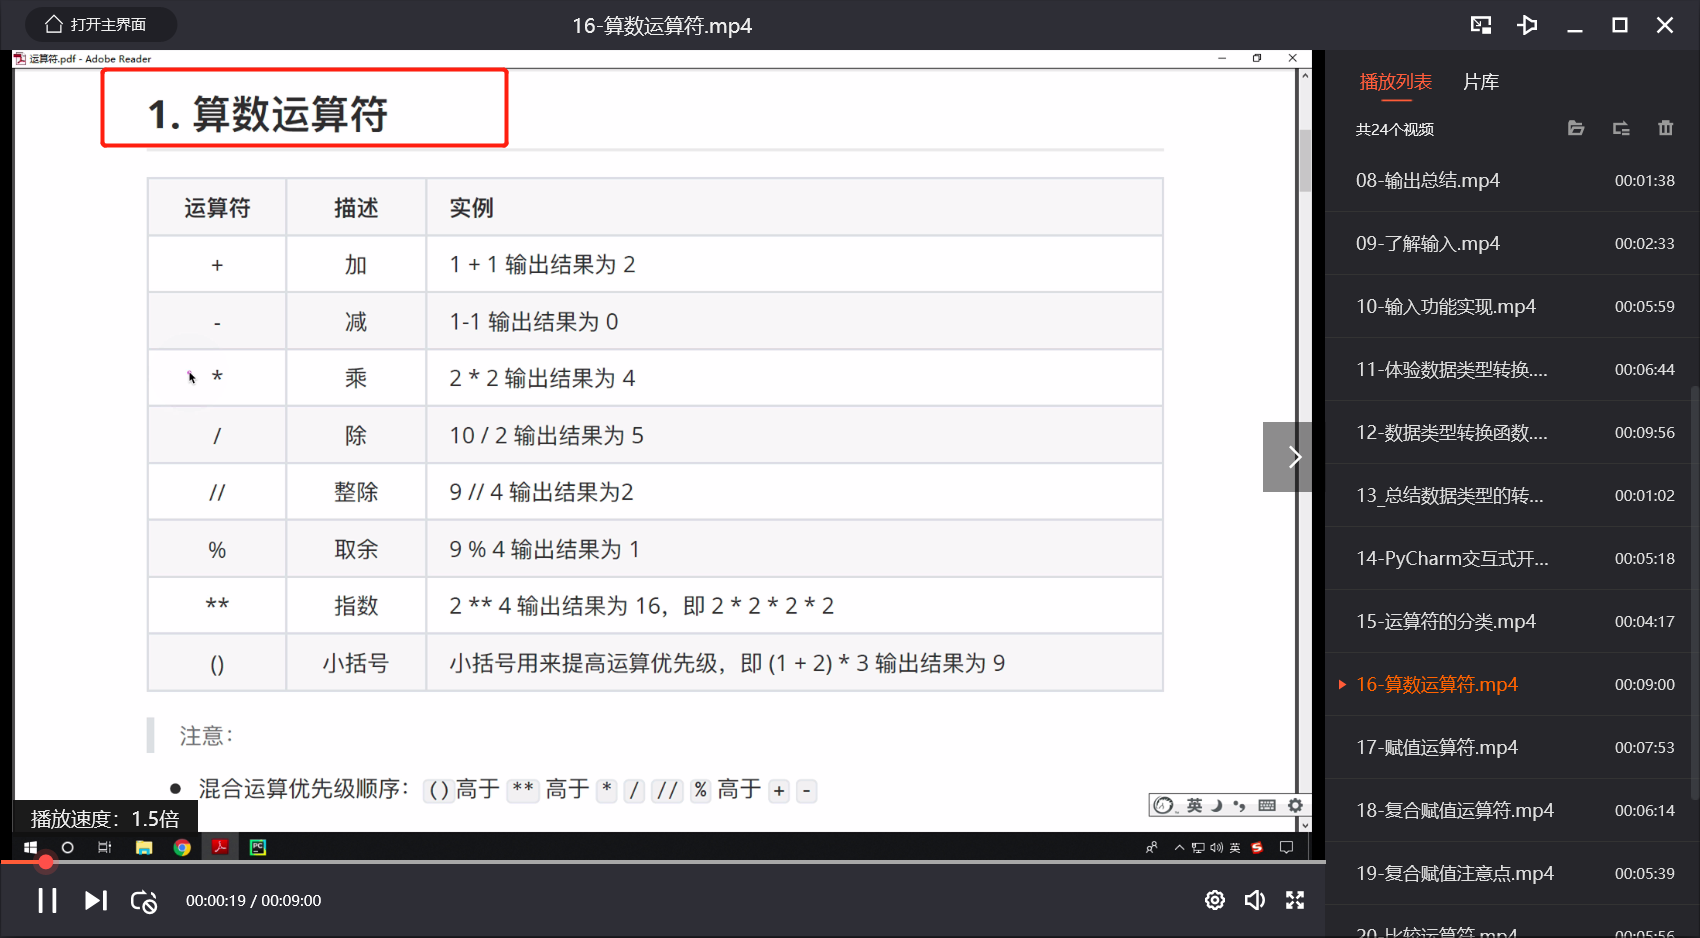 打开主界面
16-算数运算符.mp4
运算符.pdf - Adobe Reader
1. 算数运算符
运算符 描述 实例
+ 加 1 + 1 输出结果为 2
- 减 1-1 输出结果为 0
* 乘 2 * 2 输出结果为 4
/ 除 10 / 2 输出结果为 5
// 整除 9 // 4 输出结果为2
% 取余 9 % 4 输出结果为 1
** 指数 2 ** 4 输出结果为 16，即 2 * 2 * 2 * 2
() 小括号 小括号用来提高运算优先级，即 (1 + 2) * 3 输出结果为 9
注意：
混合运算优先级顺序： () 高于 ** 高于 * / // % 高于 + -
英
播放速度：1.5倍
英
00:00:19 / 00:09:00
播放列表 片库
共24个视频
08-输出总结.mp4 00:01:38
09-了解输入.mp4 00:02:33
10-输入功能实现.mp4 00:05:59
11-体验数据类型转换.... 00:06:44
12-数据类型转换函数.... 00:09:56
13_总结数据类型的转... 00:01:02
14-PyCharm交互式开... 00:05:18
15-运算符的分类.mp4 00:04:17
16-算数运算符.mp4 00:09:00
17-赋值运算符.mp4 00:07:53
18-复合赋值运算符.mp4 00:06:14
19-复合赋值注意点.mp4 00:05:39
20-比较运算符.mp4 00:05:56